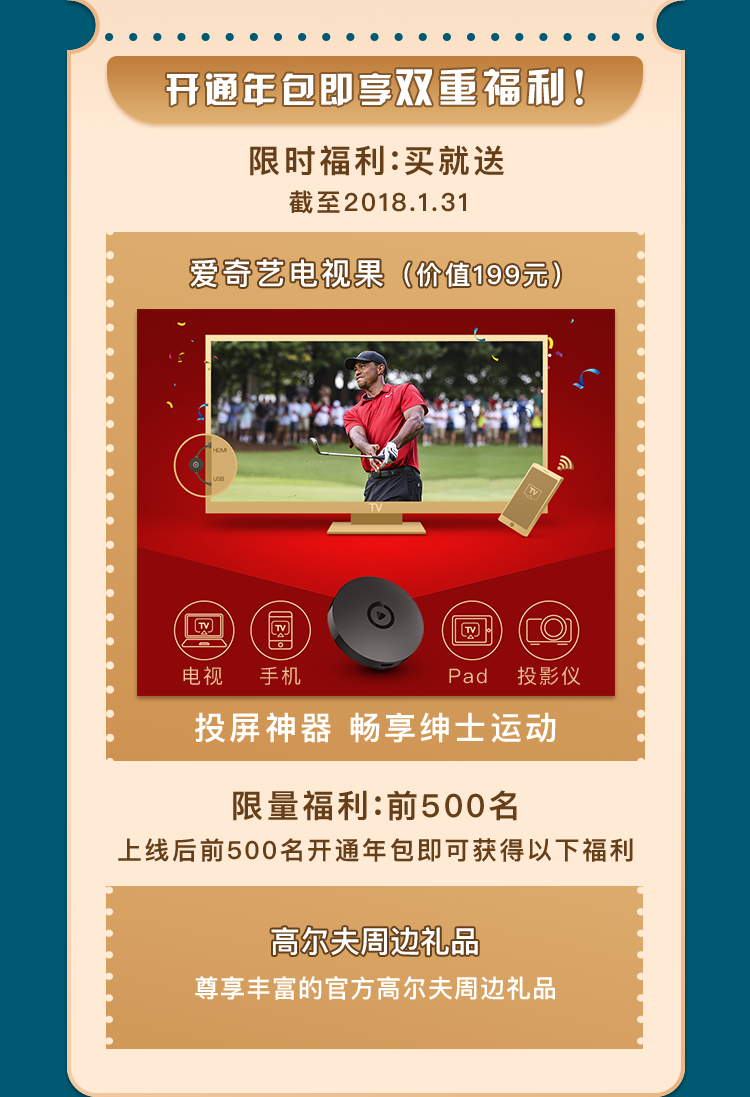 开通年包即享双重福利！
限时福利:买就送
截至2018.1.31
爱奇艺电视果（价值199元）
HDMI
USB
TV
TV
TV
TV
TV
电视
手机
Pad
投影仪
投屏神器 畅享绅士运动
限量福利:前500名
上线后前500名开通年包即可获得以下福利
高尔夫周边礼品
尊享丰富的官方高尔夫周边礼品